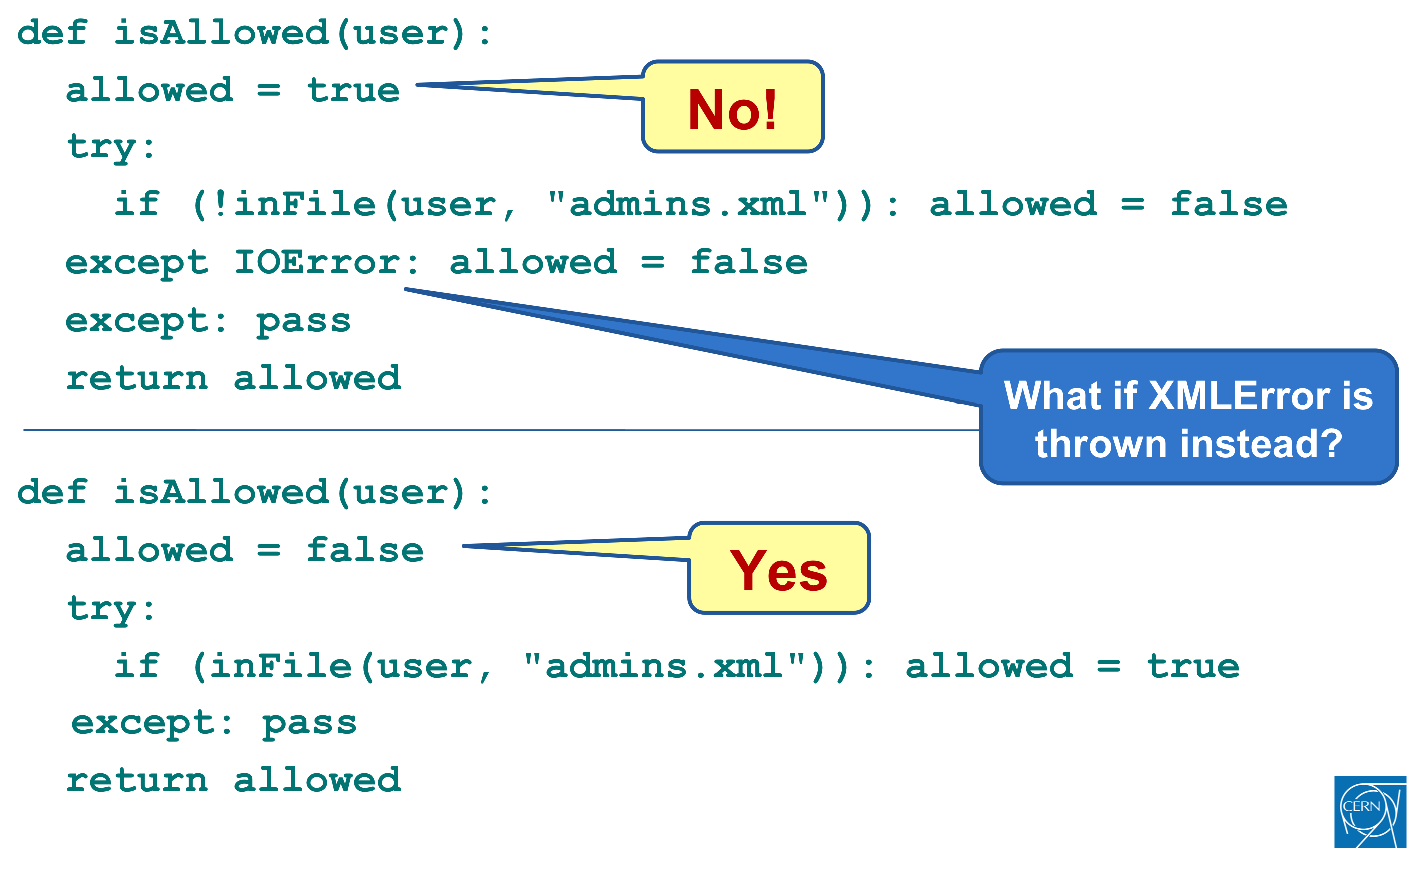 def isAllowed(user):
allowed = true
No!
try:
if (!inFile(user, "admins.xml")): allowed = false
except IOError: allowed = false
except: pass
return allowed
What if XMLError is
thrown instead?
def isAllowed(user):
allowed = false
Yes
try:
if (inFile(user, "admins.xml")): allowed = true
except: pass
return allowed
CERN